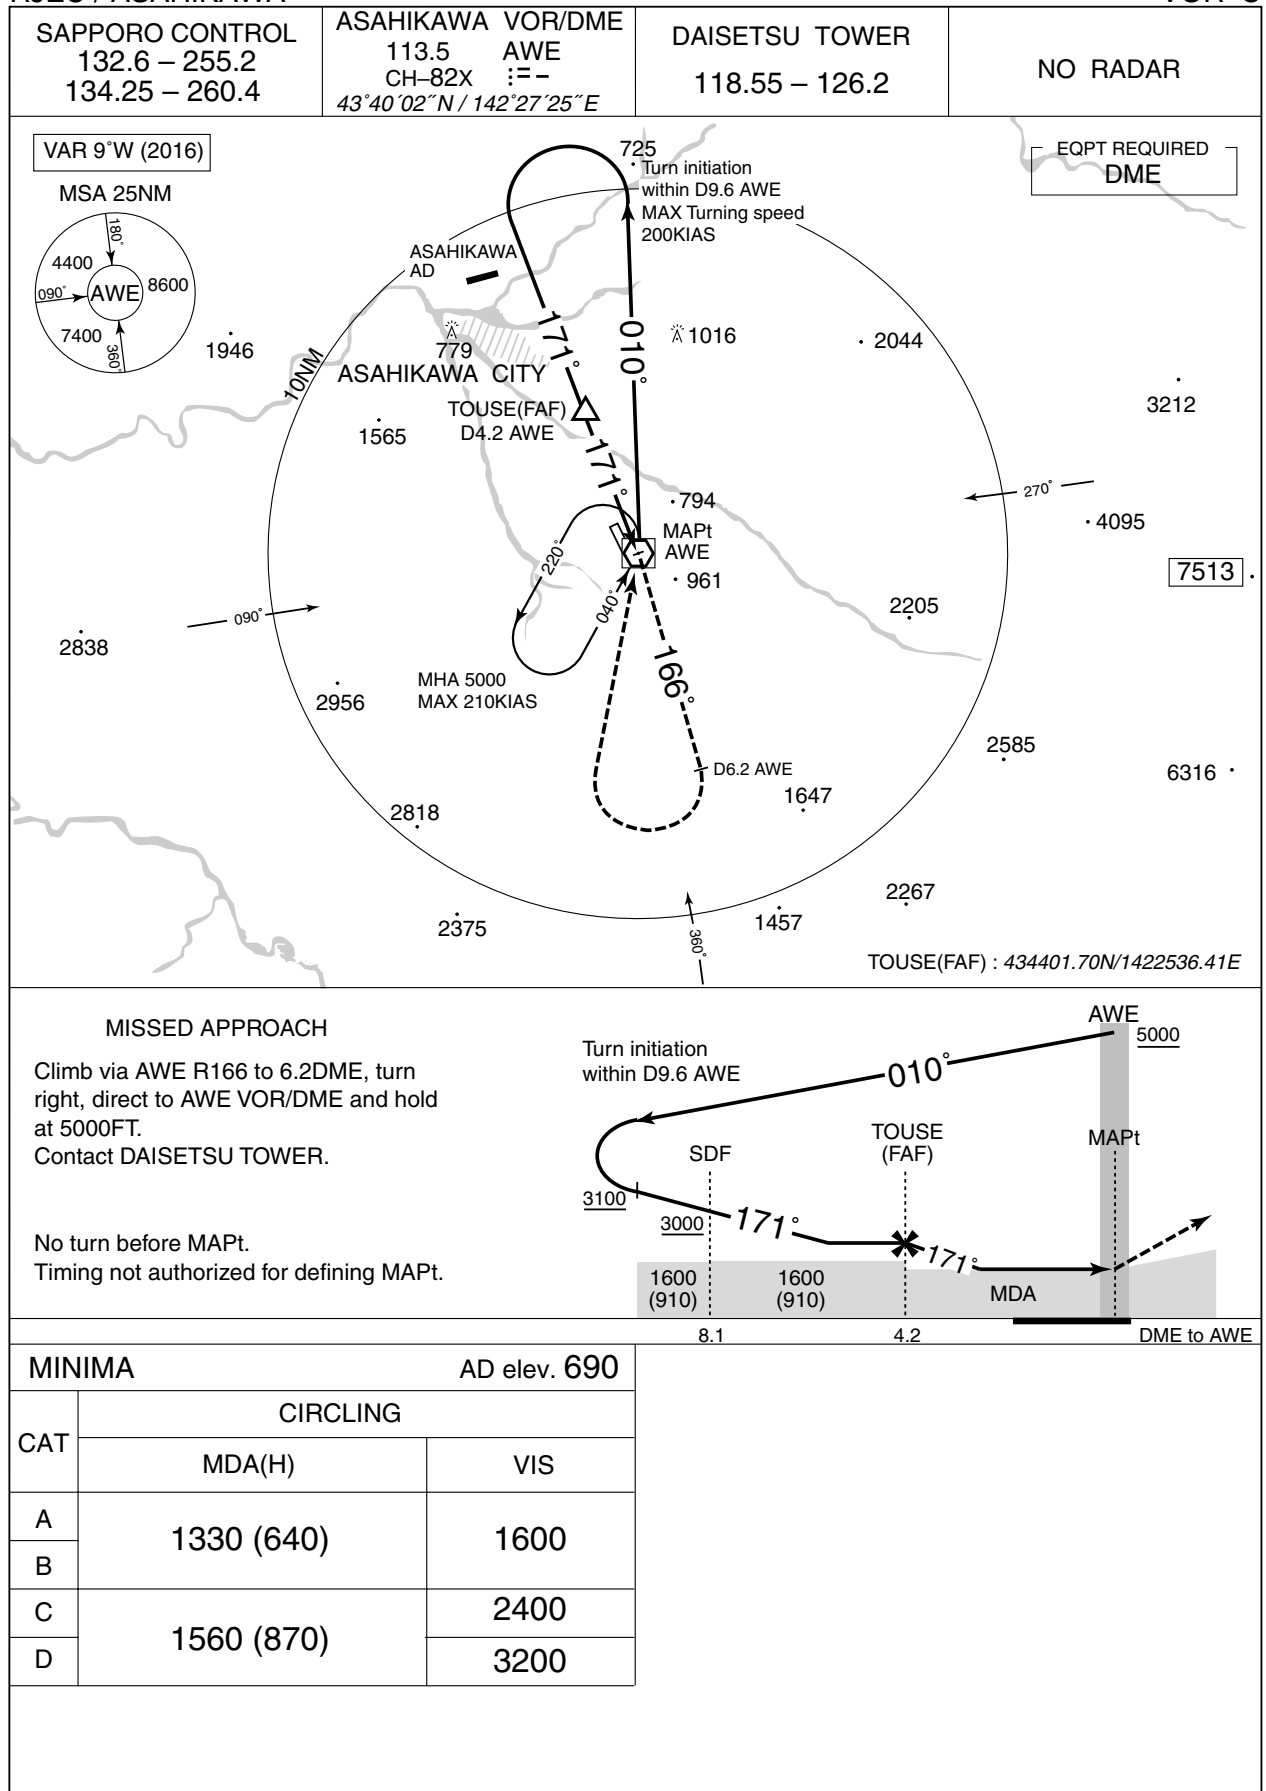 SAPPORO CONTROL
132.6 – 255.2
134.25 – 260.4
ASAHIKAWA VOR/DME
113.5 AWE
CH–82X
43°40´02˝N / 142°27´25˝E
DAISETSU TOWER
118.55 – 126.2
NO RADAR
VAR 9°W (2016)
MSA 25NM
180°
4400
8600
AWE
090°
7400
360°
EQPT REQUIRED
DME
725
Turn initiation
within D9.6 AWE
MAX Turning speed
200KIAS
ASAHIKAWA
AD
171°
010°
1016
2044
1946
779
ASAHIKAWA CITY
10NM
3212
TOUSE(FAF)
D4.2 AWE
1565
171°
270°
794
4095
MAPt
AWE
220°
961
7513
040°
090°
2205
2838
166°
MHA 5000
MAX 210KIAS
2956
2585
D6.2 AWE
6316
1647
2818
2267
2375
1457
360°
TOUSE(FAF) : 434401.70N/1422536.41E
MISSED APPROACH
Climb via AWE R166 to 6.2DME, turn
right, direct to AWE VOR/DME and hold
at 5000FT.
Contact DAISETSU TOWER.
No turn before MAPt.
Timing not authorized for defining MAPt.
AWE
5000
Turn initiation
within D9.6 AWE
010°
SDF
TOUSE
(FAF)
MAPt
3100
3000
171°
171°
1600
(910)
1600
(910)
MDA
8.1
4.2
DME to AWE
MINIMA
AD elev. 690
CAT
CIRCLING
MDA(H)
VIS
A
1330 (640)
1600
B
C
1560 (870)
2400
D
3200